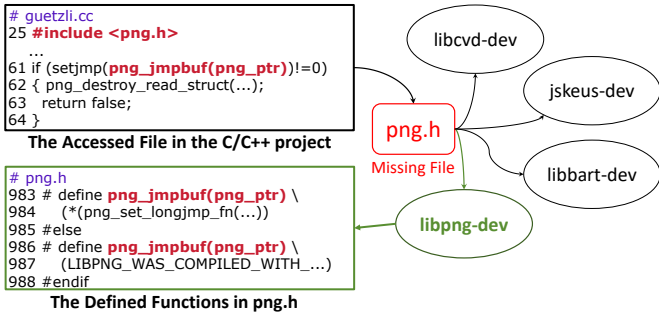 # guetzli.cc
25 #include <png.h>
...
61 if (setjmp(png_jmpbuf(png_ptr))!=0)
62 { png_destroy_read_struct(...);
63 return false;
64 }
The Accessed File in the C/C++ project
# png.h
983 # define png_jmpbuf(png_ptr) \
984 (*(png_set_longjmp_fn(...))
985 #else
986 # define png_jmpbuf(png_ptr) \
987 (LIBPNG_WAS_COMPILED_WITH_...)
988 #endif
The Defined Functions in png.h
png.h
Missing File
libcvd-dev
jskeus-dev
libbart-dev
libpng-dev